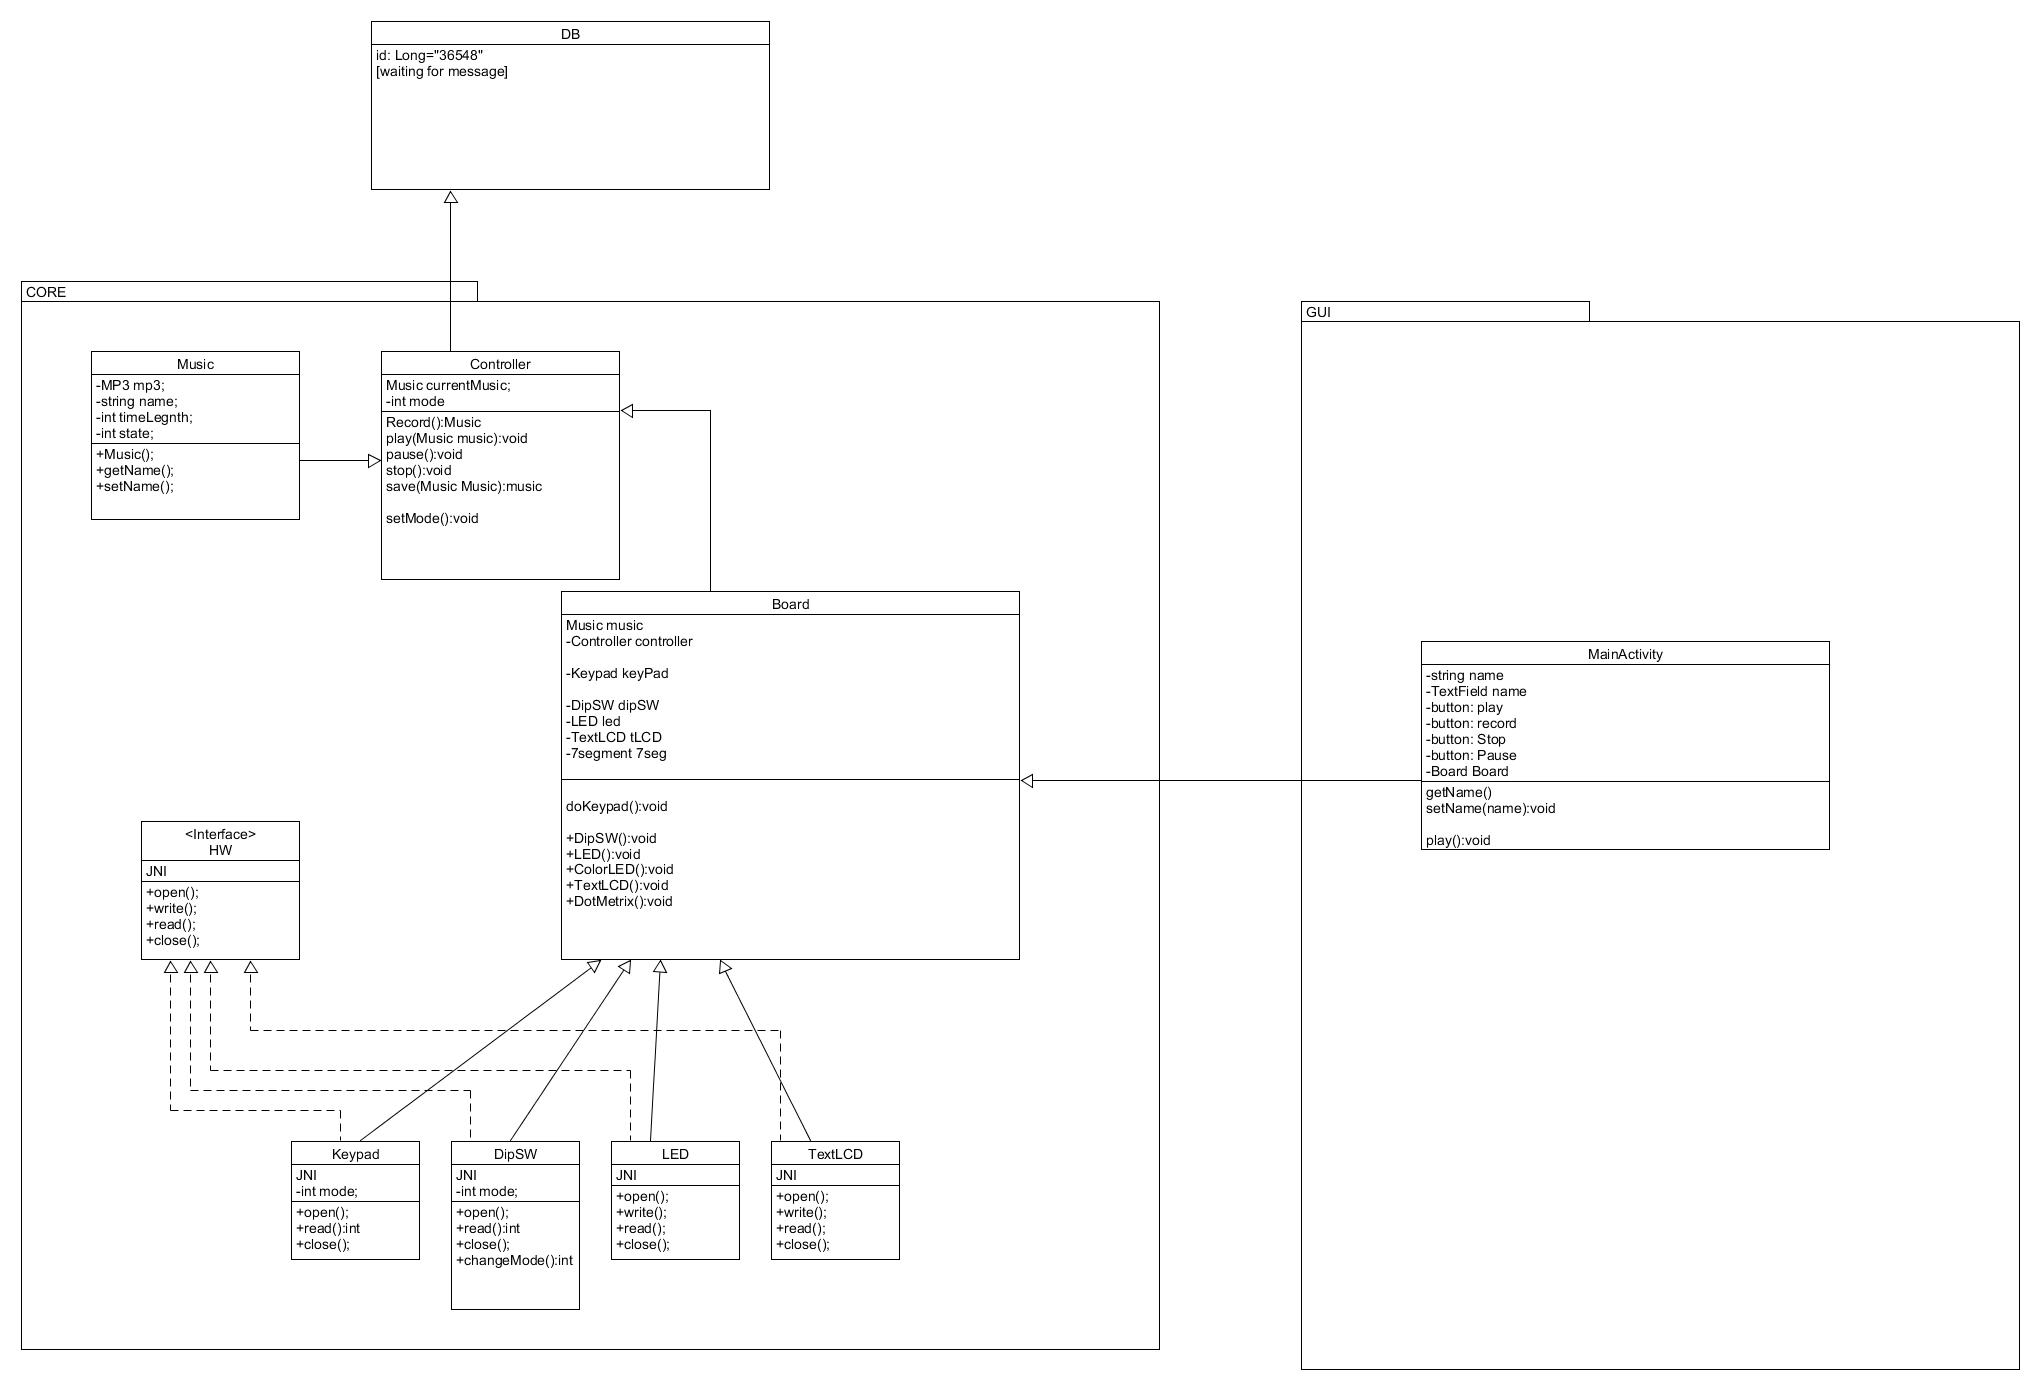 DB
id: Long="36548"
[waiting for message]
CORE
GUI
Music
-MP3 mp3;
-string name;
-int timeLegnth;
-int state;
+Music();
+getName();
+setName();
Controller
Music currentMusic;
-int mode
Record():Music
play(Music music):void
pause():void
stop():void
save(Music Music):music
setMode():void
Board
Music music
-Controller controller
-Keypad keyPad
-DipSW dipSW
-LED led
-TextLCD tLCD
-7segment 7seg
doKeypad():void
+DipSW():void
+LED():void
+ColorLED():void
+TextLCD():void
+DotMetrix():void
MainActivity
-string name
-TextField name
-button: play
-button: record
-button: Stop
-button: Pause
-Board Board
getName()
setName(name):void
play():void
<Interface>
HW
JNI
+open();
+write();
+read();
+close();
Keypad
JNI
-int mode;
+open();
+read():int
+close();
DipSW
JNI
-int mode;
+open();
+read():int
+close();
+changeMode():int
LED
JNI
+open();
+write();
+read();
+close();
TextLCD
JNI
+open();
+write();
+read();
+close();